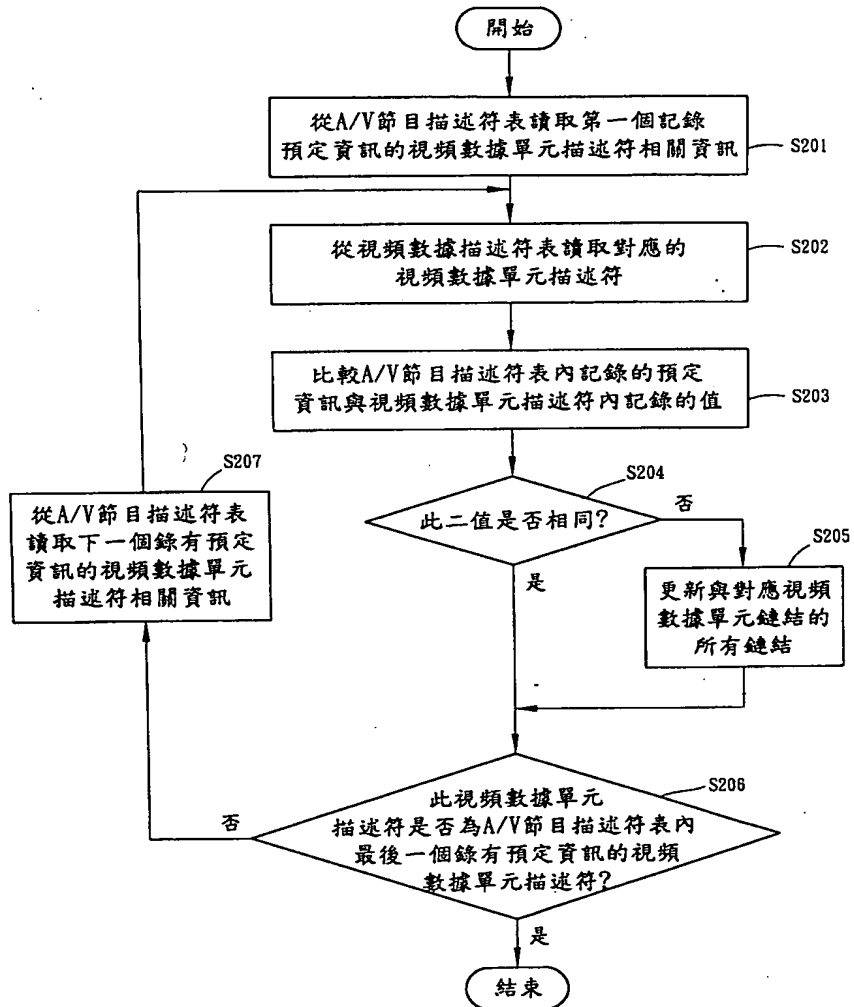 開始
從A/V節目描述符表讀取第一個記錄
預定資訊的視頻數據單元描述符相關資訊
S201
從視頻數據描述符表讀取對應的
視頻數據單元描述符
S202
比較A/V節目描述符表內記錄的預定
資訊與視頻數據單元描述符內記錄的值
S203
S204
此二值是否相同?
否
是
S205
更新與對應視頻
數據單元鏈結的
所有鏈結
S207
從A/V節目描述符表
讀取下一個錄有預定
資訊的視頻數據單元
描述符相關資訊
S206
此視頻數據單元
描述符是否為A/V節目描述符表內
最後一個錄有預定資訊的視頻
數據單元描述符?
否
是
結束